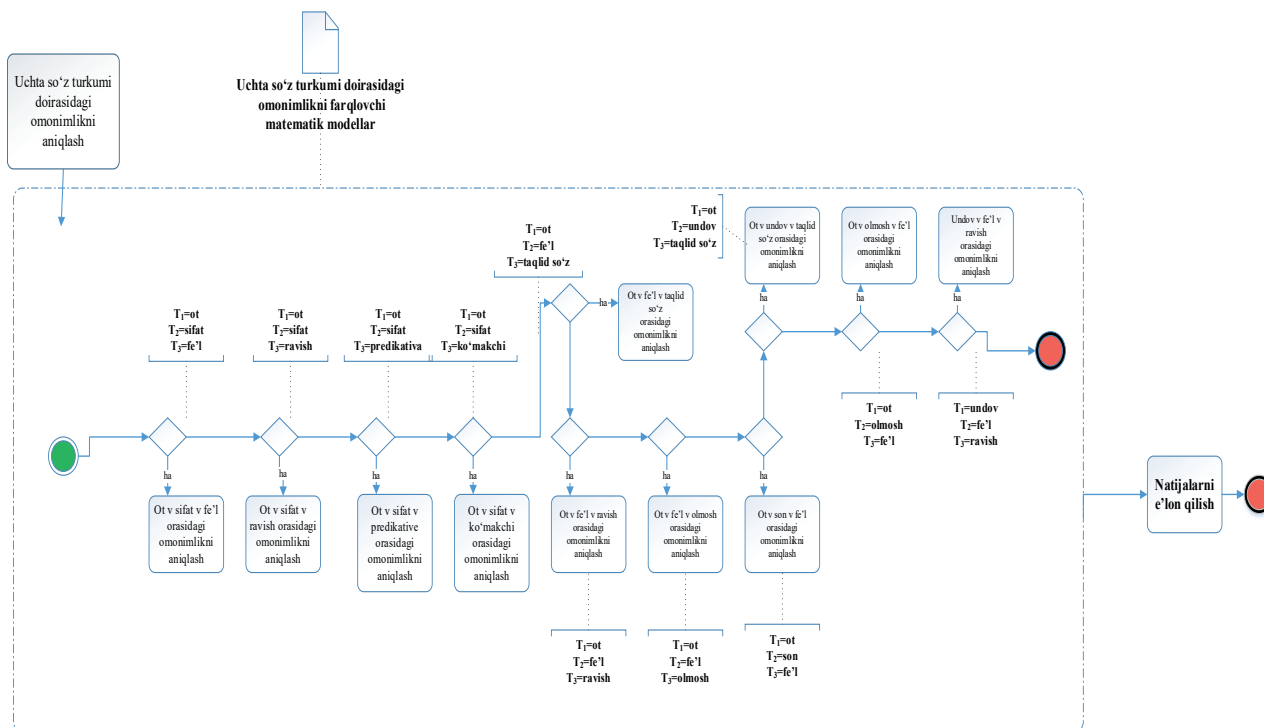 Uchta so‘z turkumi
doirasidagi
omonimlikni
aniqlash
Uchta so‘z turkumi doirasidagi
omonimlikni farqlovchi
matematik modellar
T₁=ot
T₂=sifat
T₃=fe’l
T₁=ot
T₂=sifat
T₃=ravish
T₁=ot
T₂=sifat
T₃=predikativa
T₁=ot
T₂=sifat
T₃=ko‘makchi
T₁=ot
T₂=fe’l
T₃=taqlid so‘z
T₁=ot
T₂=undov
T₃=taqlid so‘z
Ot v undov v taqlid
so‘z orasidagi
omonimlikni
aniqlash
Ot v olmosh v fe’l
orasidagi
omonimlikni
aniqlash
Undov v fe’l v
ravish
orasidagi
omonimlikni
aniqlash
ha
ha
ha
ha
Ot v fe’l v taqlid
so‘z
orasidagi
omonimlikni
aniqlash
T₁=ot
T₂=olmosh
T₃=fe’l
T₁=undov
T₂=fe’l
T₃=ravish
ha
ha
ha
ha
ha
ha
ha
Ot v sifat v fe’l
orasidagi
omonimlikni
aniqlash
Ot v sifat v
ravish orasidagi
omonimlikni
aniqlash
Ot v sifat v
predikative
orasidagi
omonimlikni
aniqlash
Ot v sifat v
ko‘makchi
orasidagi
omonimlikni
aniqlash
Ot v fe’l v ravish
orasidagi
omonimlikni
aniqlash
Ot v fe’l v olmosh
orasidagi
omonimlikni
aniqlash
Ot v son v fe’l
orasidagi
omonimlikni
aniqlash
T₁=ot
T₂=fe’l
T₃=ravish
T₁=ot
T₂=fe’l
T₃=olmosh
T₁=ot
T₂=son
T₃=fe’l
Natijalarni
e’lon qilish